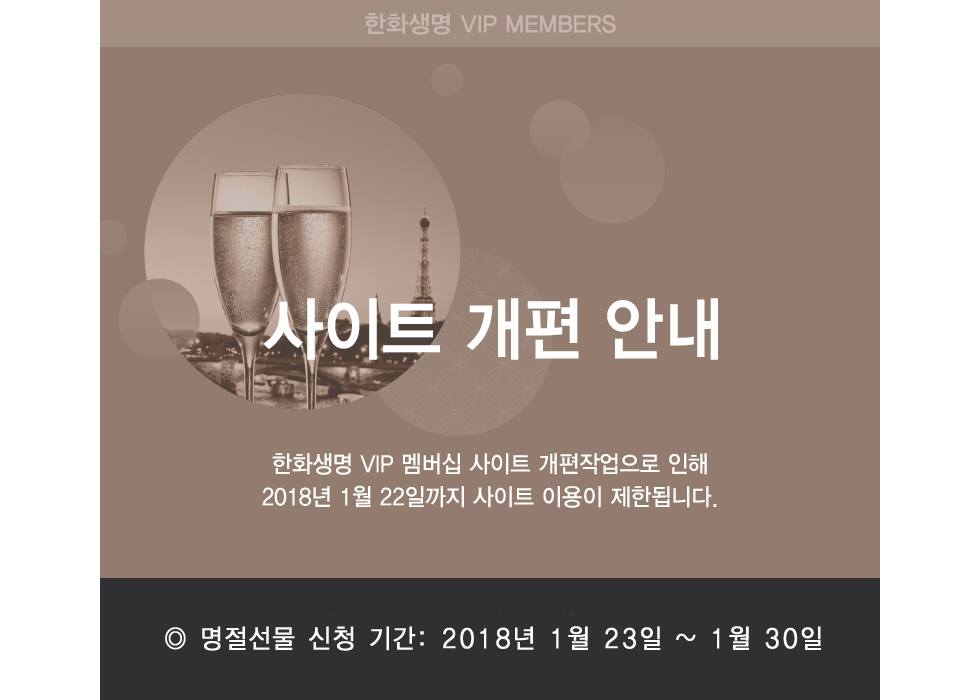 한화생명 VIP MEMBERS
사이트 개편 안내
한화생명 VIP 멤버십 사이트 개편작업으로 인해
2018년 1월 22일까지 사이트 이용이 제한됩니다.
◎ 명절선물 신청 기간: 2018년 1월 23일 ~ 1월 30일